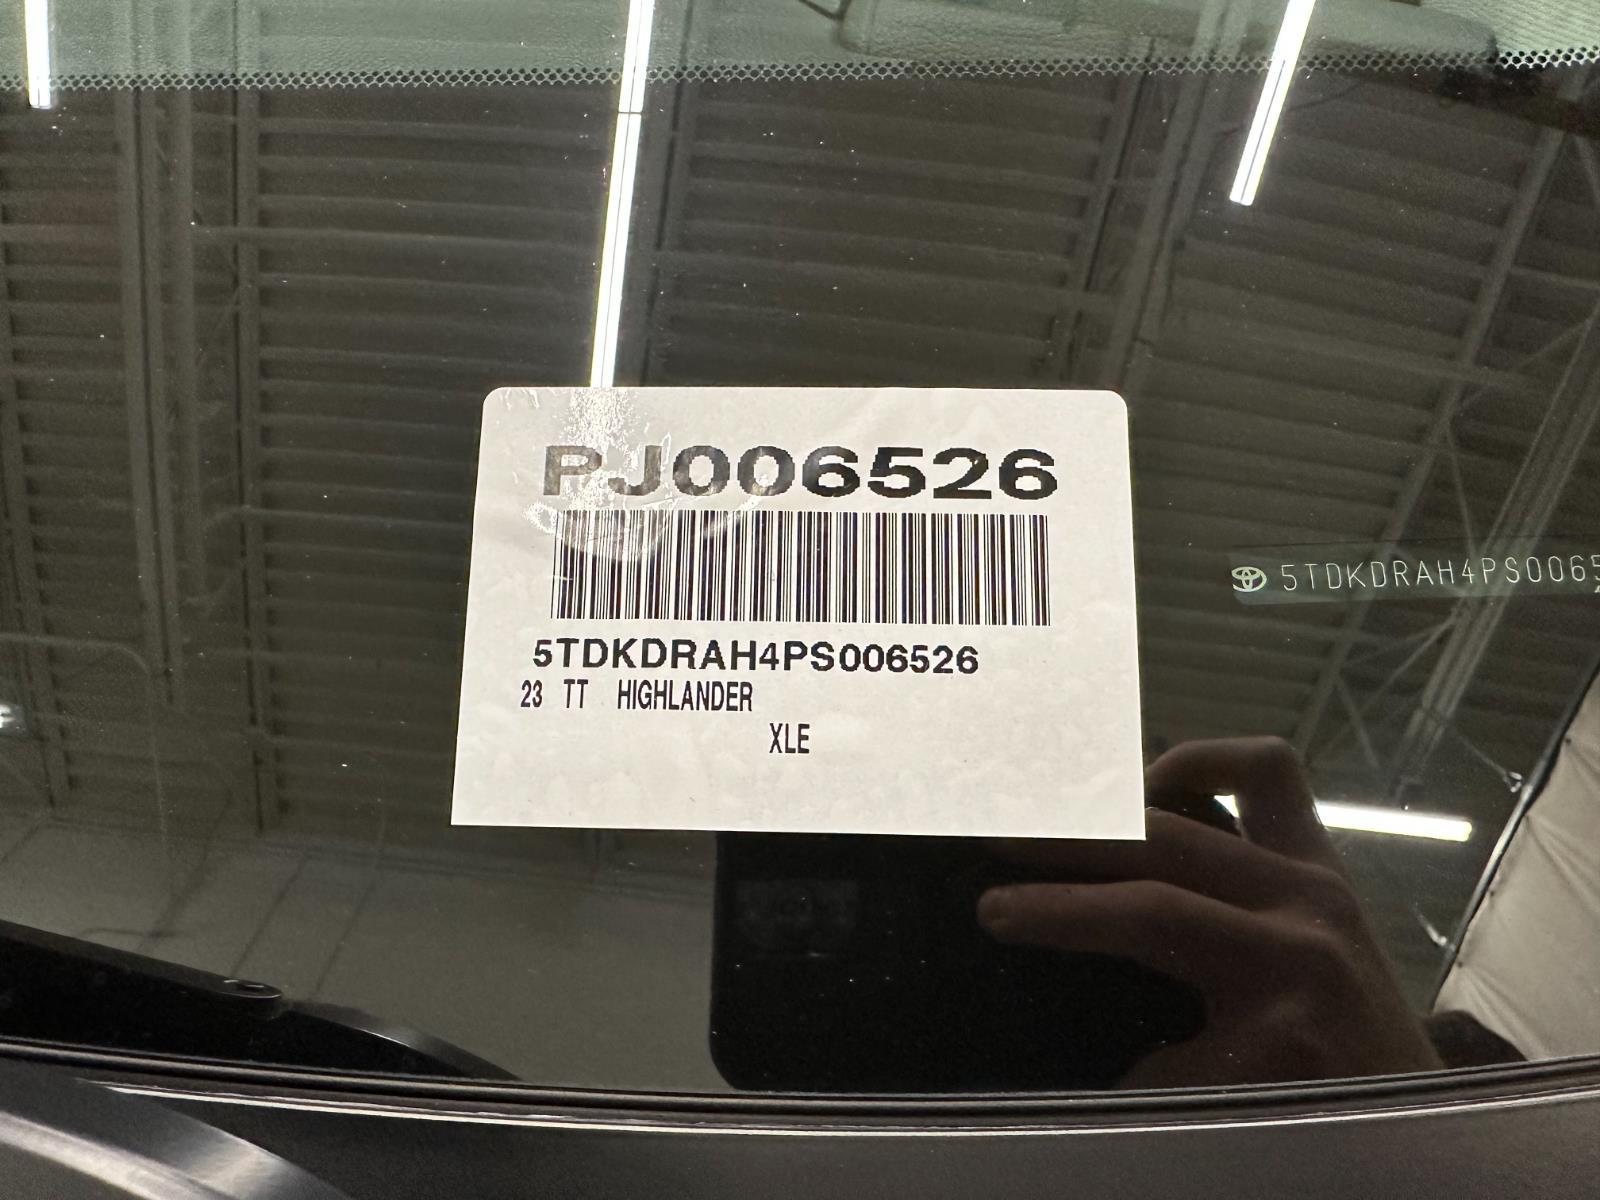 PJ006526
5TDKDRAH4PS006526
23 TT HIGHLANDER
XLE
5TDKDRAH4PS0065